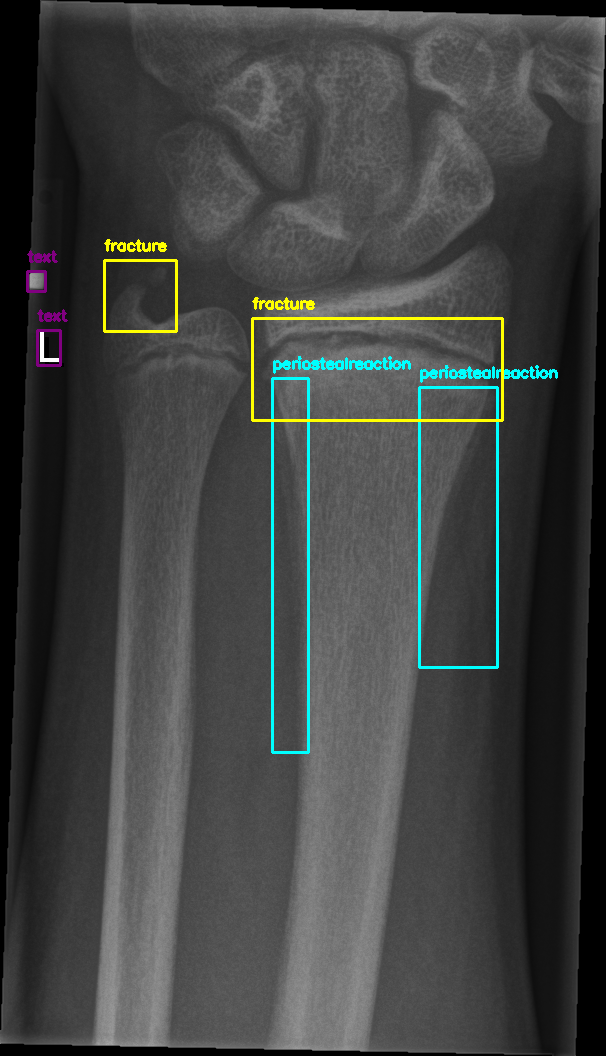 fracture
text
fracture
text
periostealreaction
periostealreaction
L